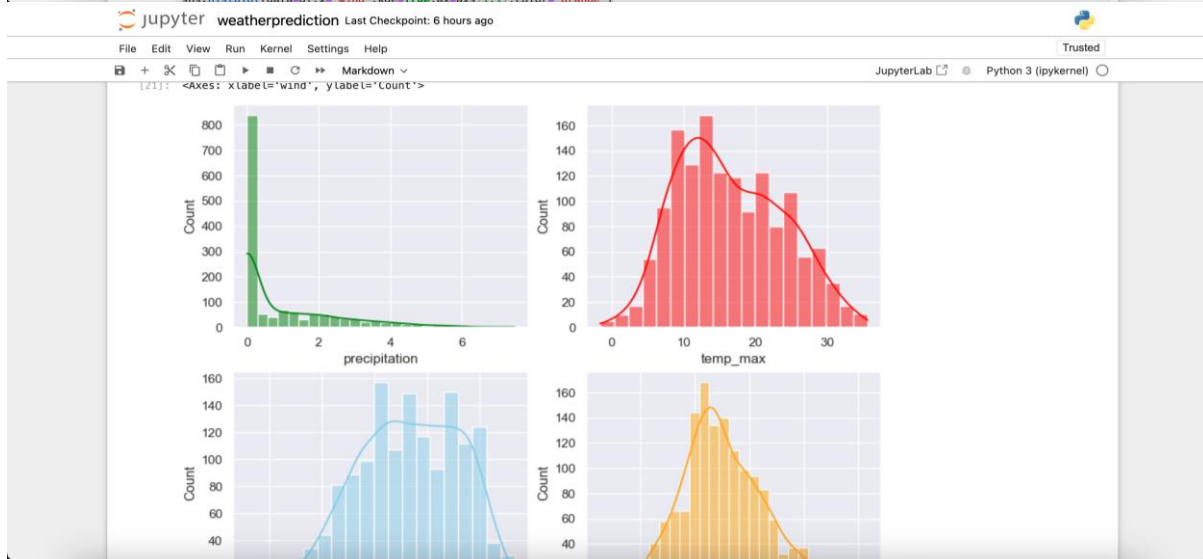 jupyter weatherprediction Last Checkpoint: 6 hours ago
File Edit View Run Kernel Settings Help
Trusted
Markdown
JupyterLab
Python 3 (ipykernel)
[21]: <Axes: xlabel='wind', ylabel='Count'>
800
700
600
500
400
300
200
100
0
Count
0 2 4 6
precipitation
160
140
120
100
80
60
40
20
0
Count
0 10 20 30
temp_max
160
140
120
100
80
60
40
Count
160
140
120
100
80
60
40
Count